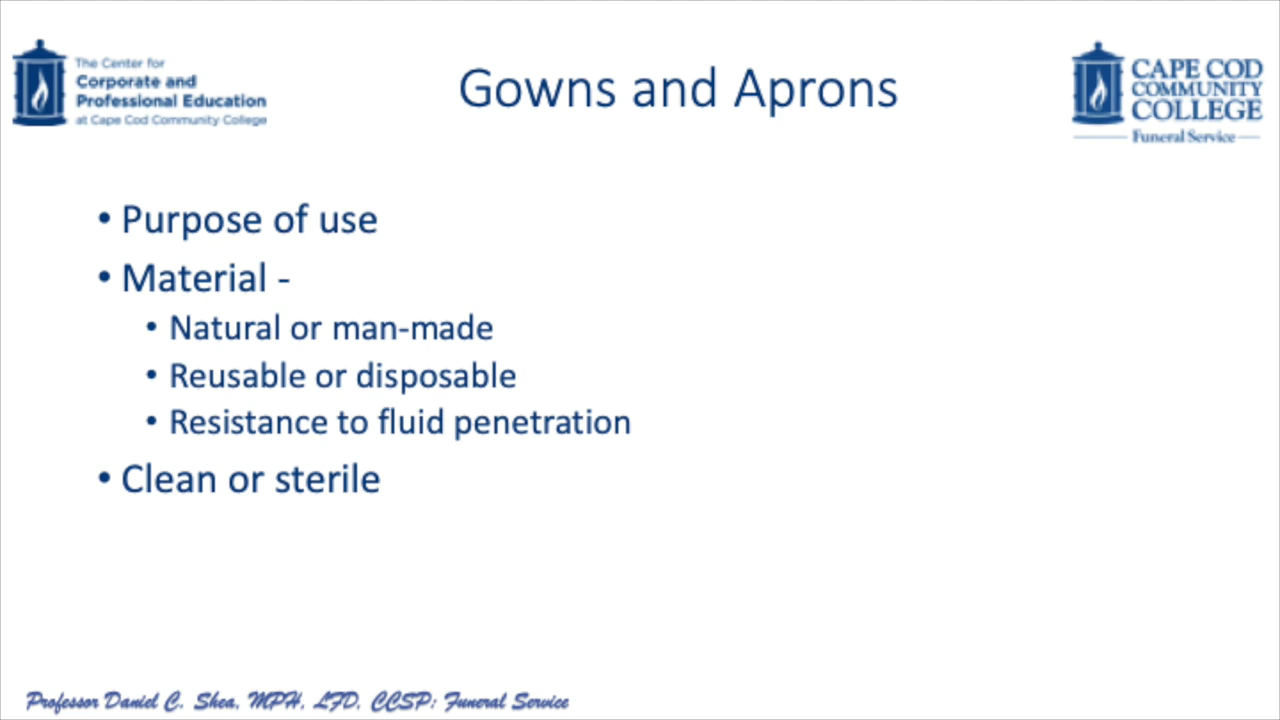 The Center for
Corporate and
Professional Education
at Cape Cod Community College
Gowns and Aprons
CAPE COD
COMMUNITY
COLLEGE
Funeral Service
• Purpose of use
• Material -
• Natural or man-made
• Reusable or disposable
• Resistance to fluid penetration
• Clean or sterile
Professor Daniel C. Shea, MPH, LFD, CCSP: Funeral Service